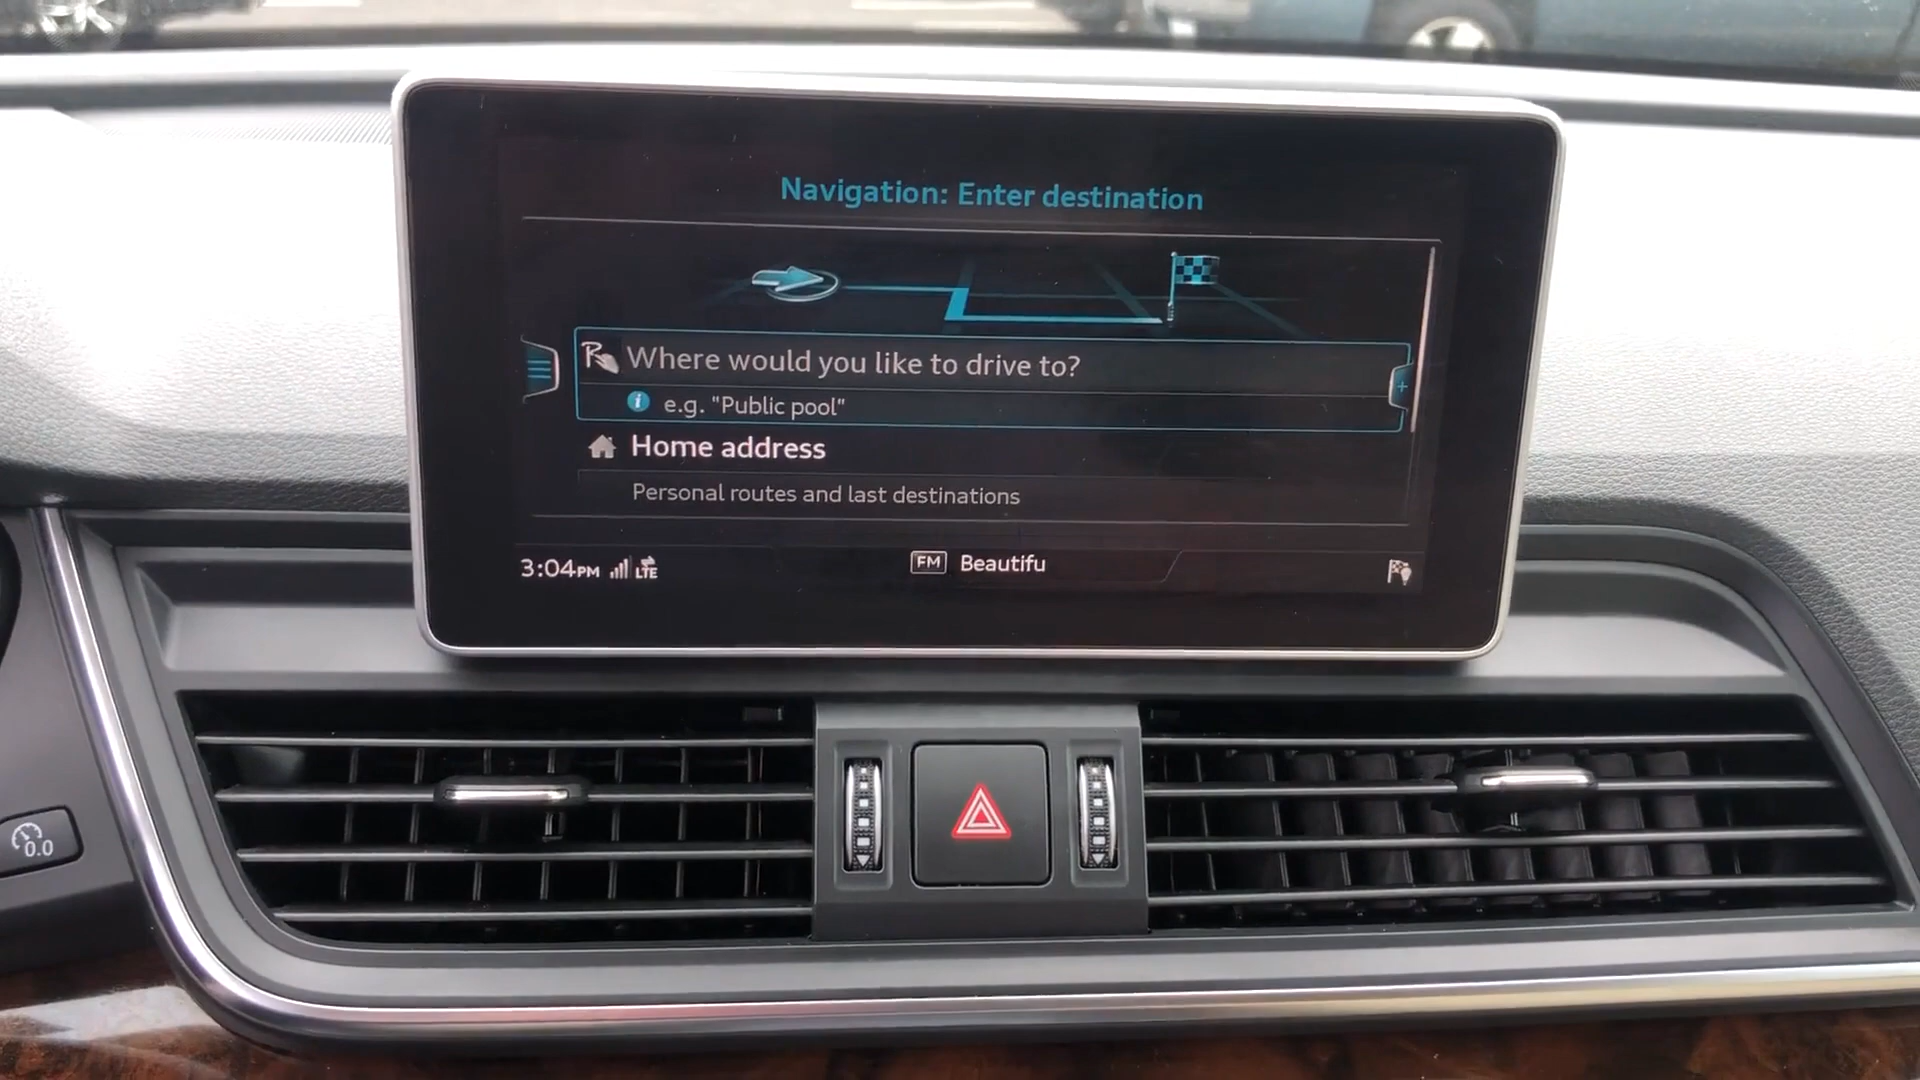 Navigation: Enter destination
Where would you like to drive to?
i e.g. "Public pool"
Home address
Personal routes and last destinations
3:04PM LTE
FM Beautifu
0.0